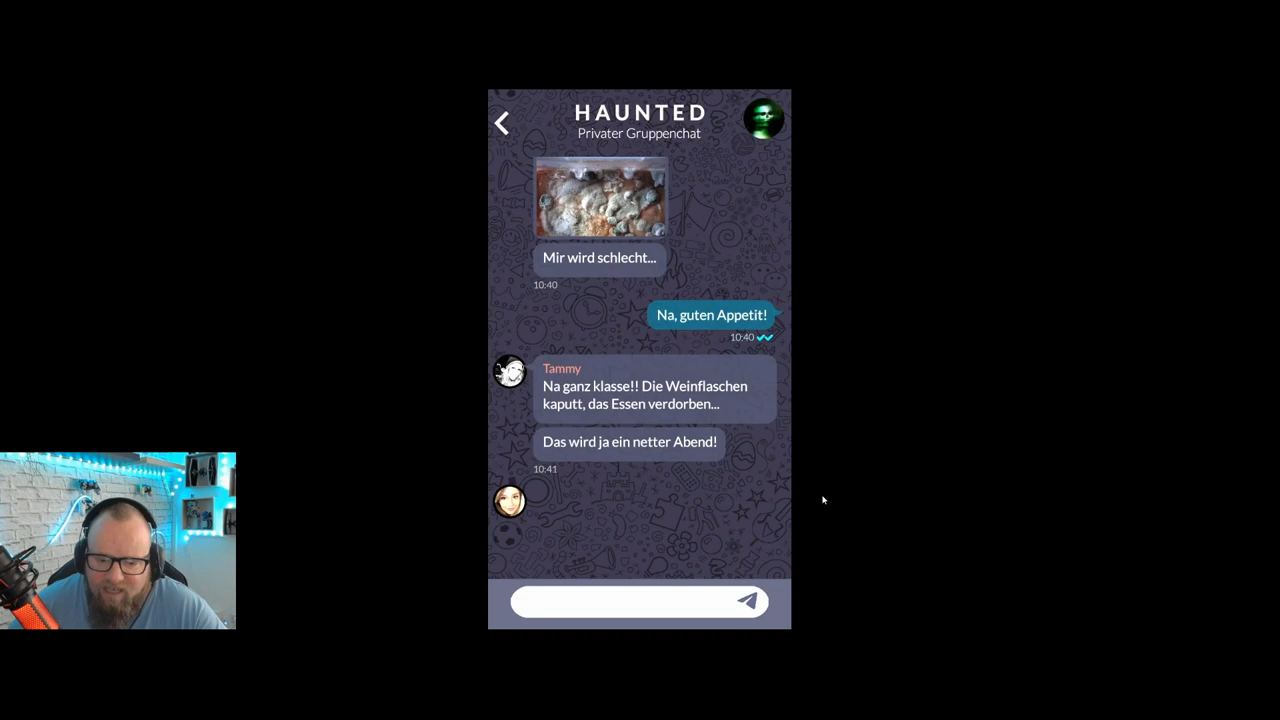 HAUNTED
Privater Gruppenchat
Mir wird schlecht...
10:40
Na, guten Appetit!
10:40
Tammy
Na ganz klasse!! Die Weinflaschen
kaputt, das Essen verdorben...
Das wird ja ein netter Abend!
10:41